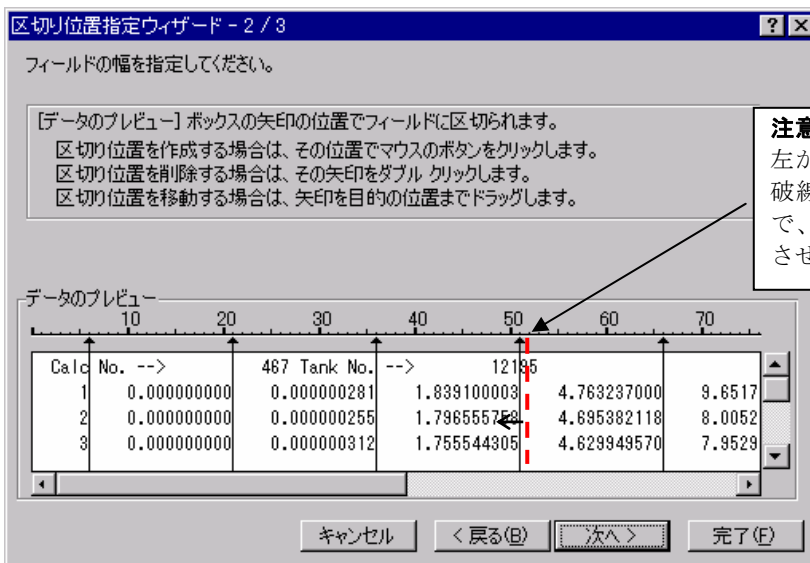 区切り位置指定ウィザード - 2 / 3
フィールドの幅を指定してください。
[データのプレビュー] ボックスの矢印の位置でフィールドに区切られます。
区切り位置を作成する場合は、その位置でマウスのボタンをクリックします。
区切り位置を削除する場合は、その矢印をダブル クリックします。
区切り位置を移動する場合は、矢印を目的の位置までドラッグします。
注意
左か
破線
で、
させ
データのプレビュー
10 20 30 40 50 60 70
Calc No. --> 467 Tank No. --> 12195
1 0.000000000 0.000000281 1.839100003 4.763237000 9.6517
2 0.000000000 0.000000255 1.796555758 4.695382118 8.0052
3 0.000000000 0.000000312 1.755544305 4.629949570 7.9529
キャンセル < 戻る(B) 次へ > 完了(F)